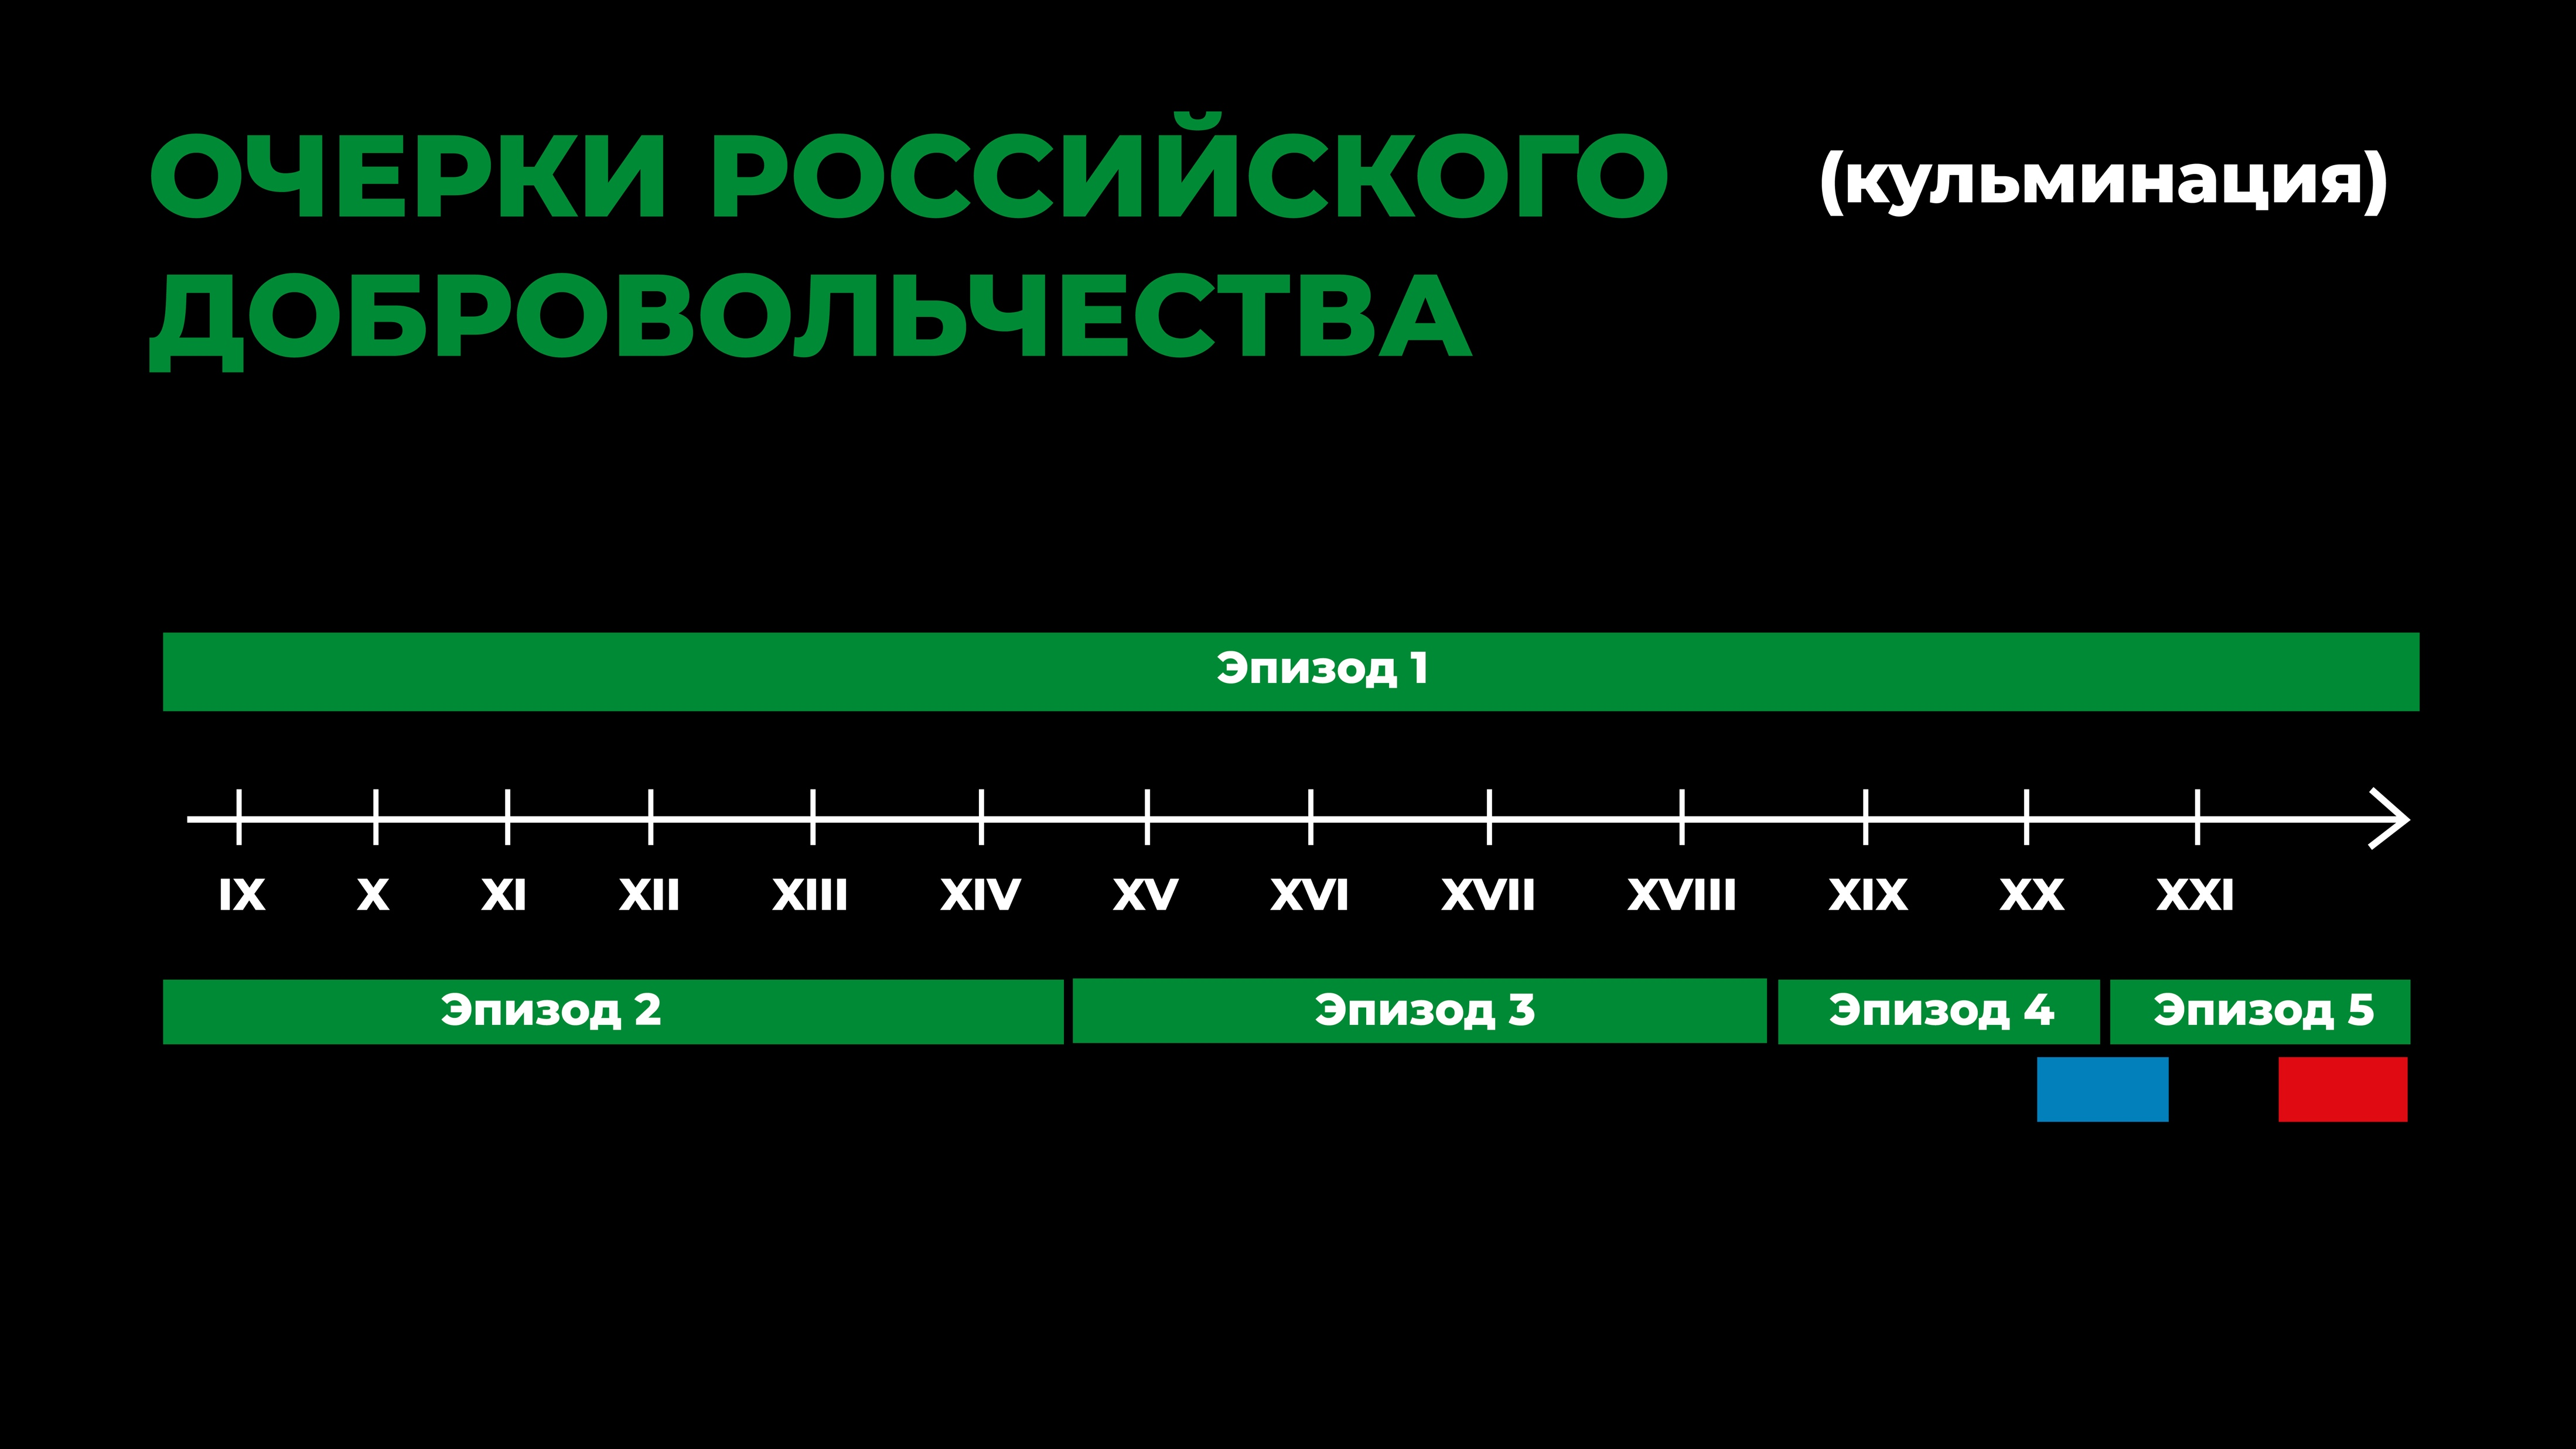 ОЧЕРКИ РОССИЙСКОГО (кульминация)
ДОБРОВОЛЬЧЕСТВА
Эпизод 1
IX X XI XII XIII XIV XV XVI XVII XVIII XIX XX XXI
Эпизод 2 Эпизод 3 Эпизод 4 Эпизод 5